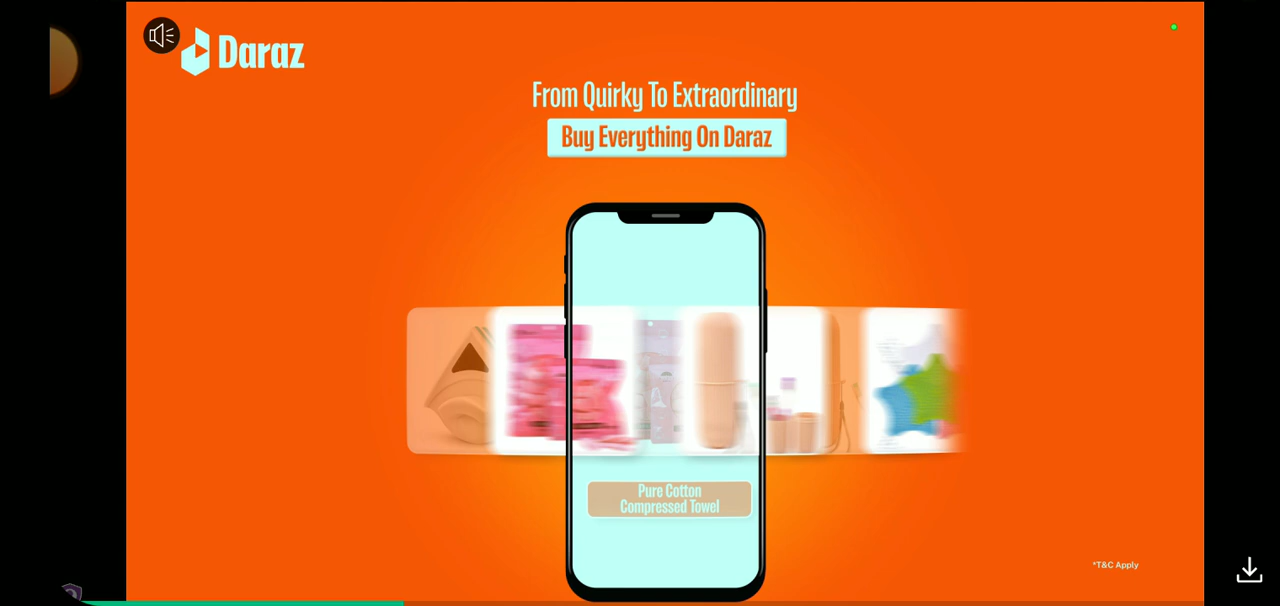 Daraz
From Quirky To Extraordinary
Buy Everything On Daraz
Pure Cotton
Compressed Towel
*T&C Apply